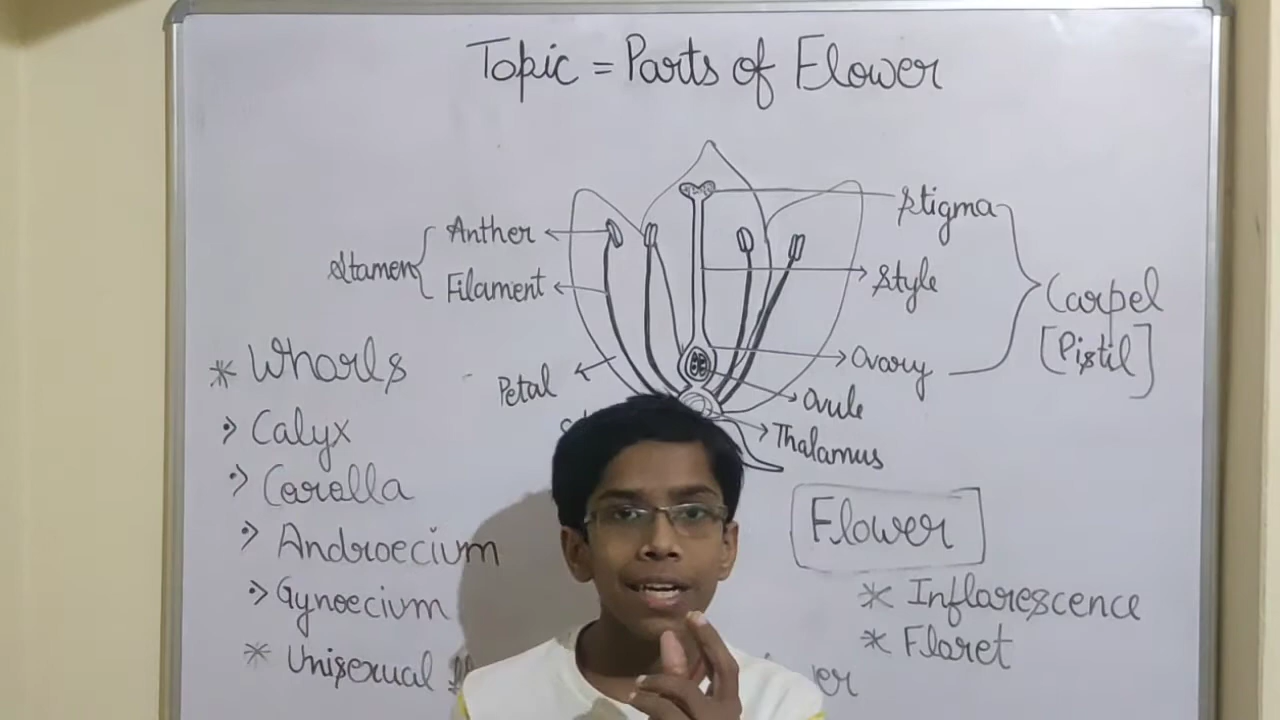 Topic = Parts of Flower
Stigma
Anther
Stamen
Filament
Style
Carpel
[Pistil]
Ovary
* Whorls
Petal
Ovule
Calyx
Thalamus
Corolla
Flower
Androecium
Gynoecium
* Inflorescence
* Floret
* Unisexual